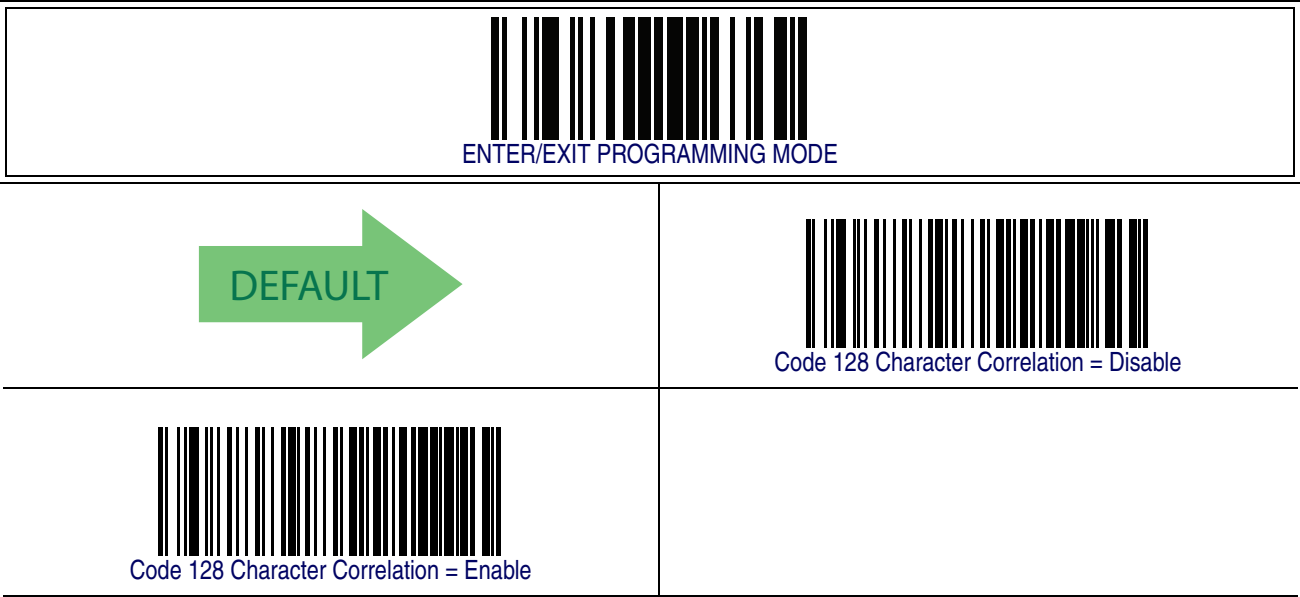 ENTER/EXIT PROGRAMMING MODE
DEFAULT
Code 128 Character Correlation = Disable
Code 128 Character Correlation = Enable